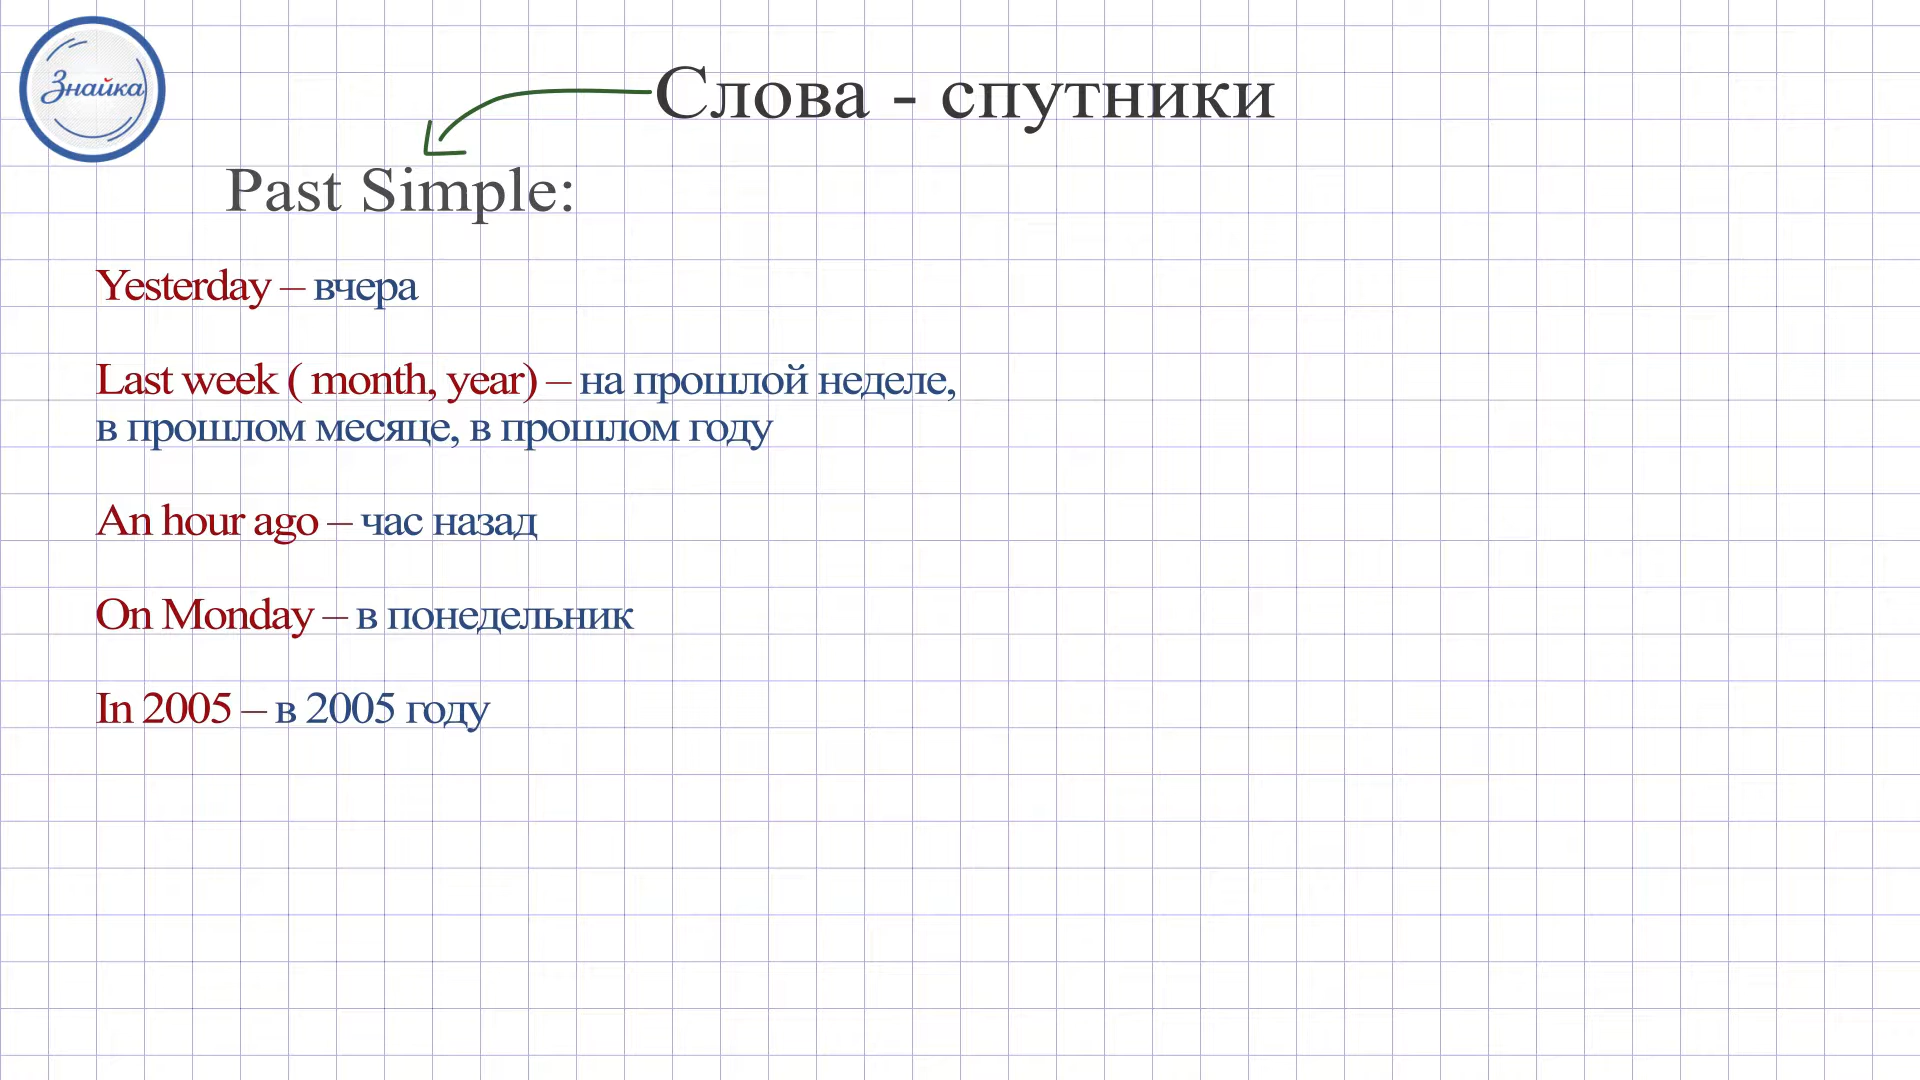 Знайка
Слова - спутники
Past Simple:
Yesterday – вчера
Last week ( month, year) – на прошлой неделе,
в прошлом месяце, в прошлом году
An hour ago – час назад
On Monday – в понедельник
In 2005 – в 2005 году